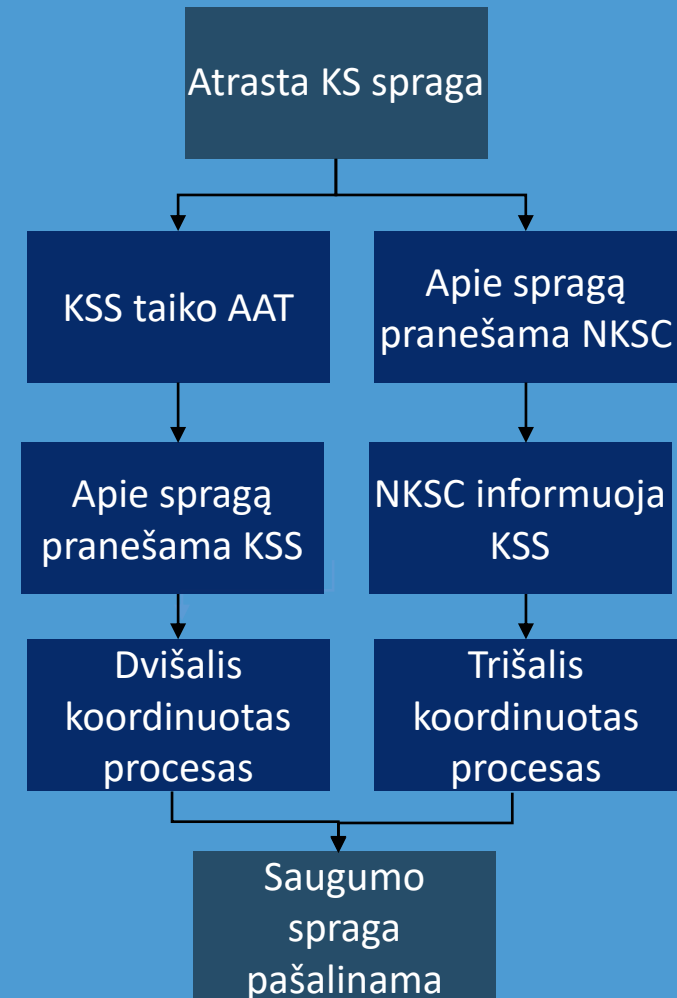 Atrasta KS spraga
KSS taiko AAT
Apie spragą
pranešama NKSC
Apie spragą
pranešama KSS
NKSC informuoja
KSS
Dvišalis
koordinuotas
procesas
Trišalis
koordinuotas
procesas
Saugumo
spraga
pašalinama